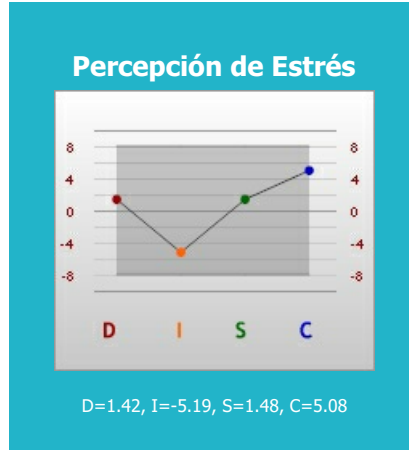 Percepción de Estrés
8 8
4 4
0 0
-4 -4
-8 -8
D I S C
D=1.42, I=-5.19, S=1.48, C=5.08